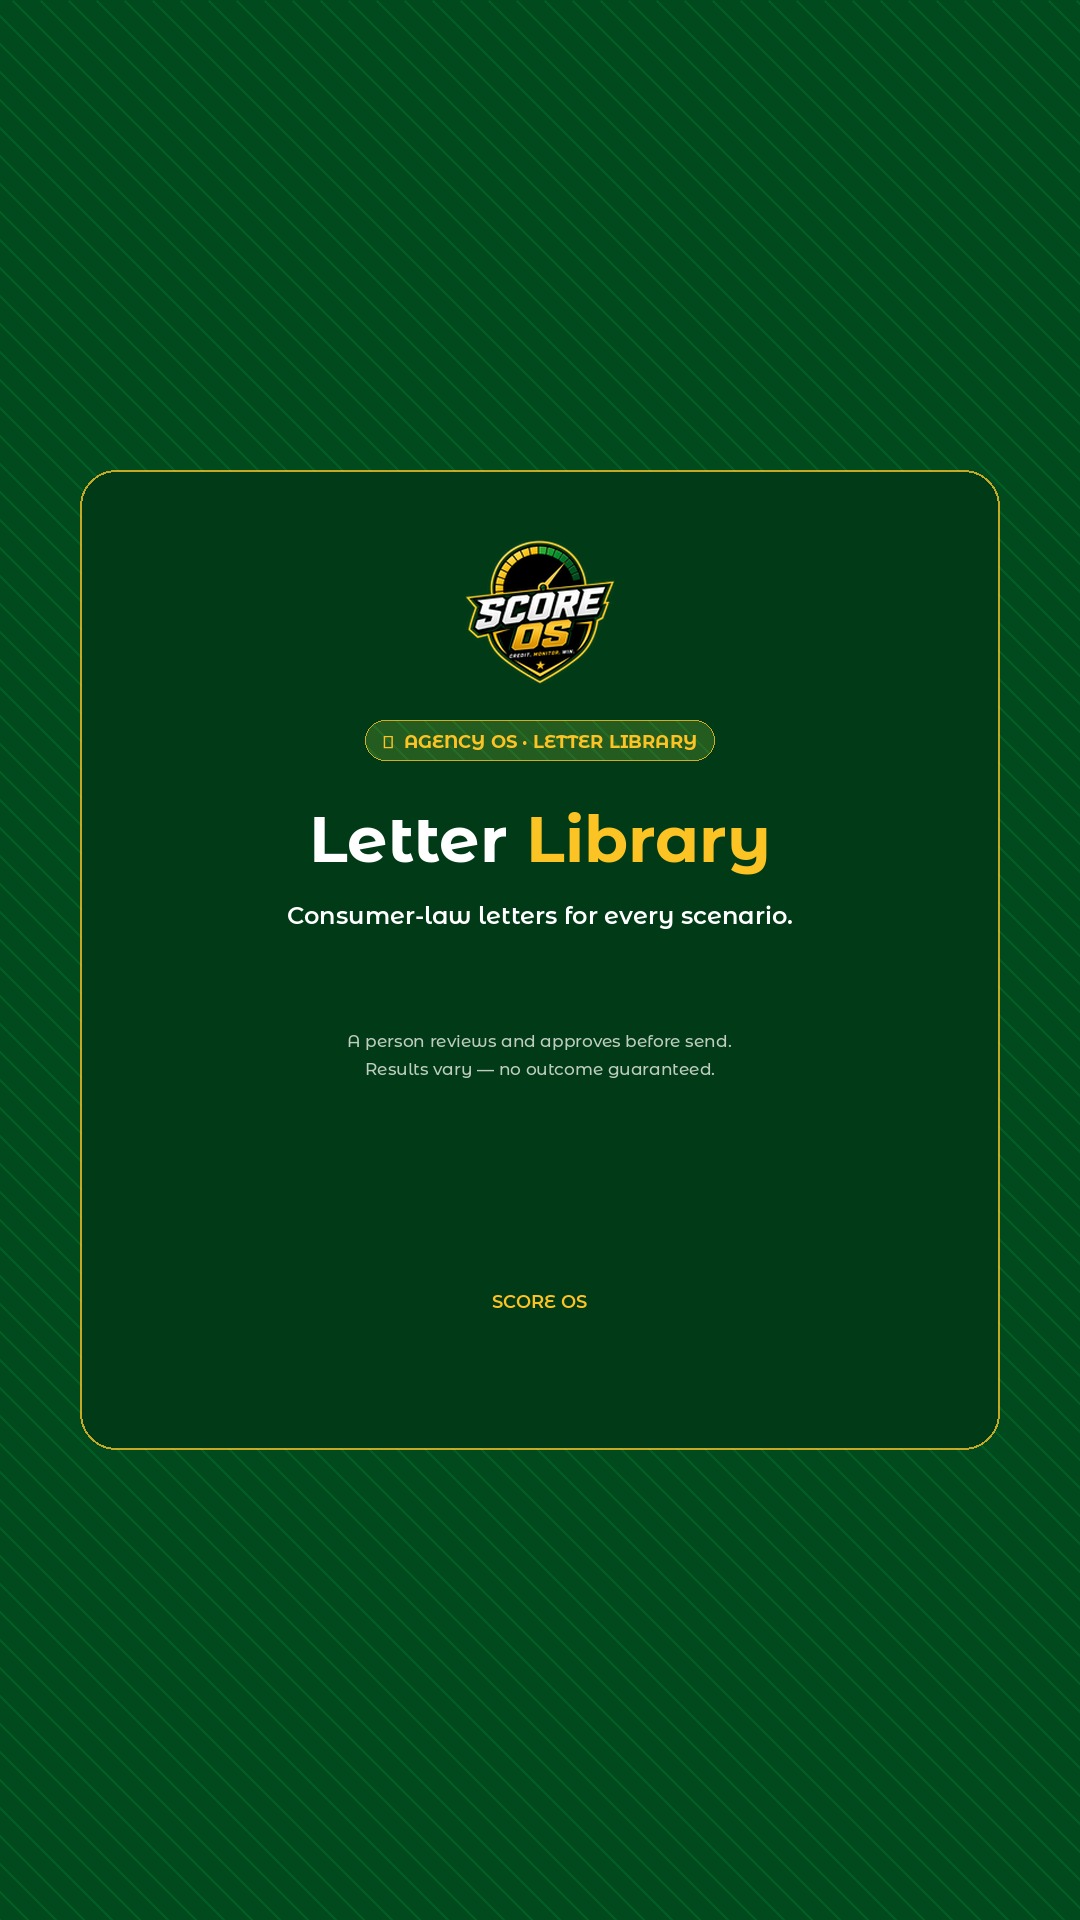 SCORE
OS
CREDIT. MONITOR. WIN.
AGENCY OS · LETTER LIBRARY
Letter Library
Consumer-law letters for every scenario.
A person reviews and approves before send.
Results vary — no outcome guaranteed.
SCORE OS